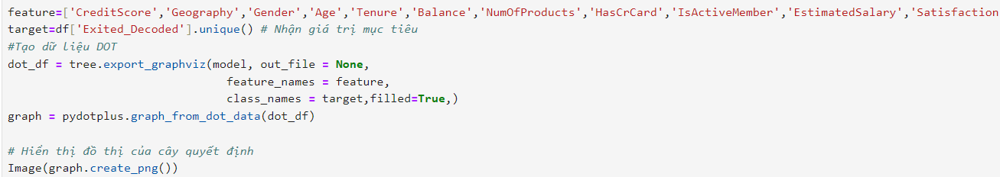 feature=['CreditScore','Geography','Gender','Age','Tenure','Balance','NumOfProducts','HasCrCard','IsActiveMember','EstimatedSalary','Satisfaction
target=df['Exited_Decoded'].unique() # Nhận giá trị mục tiêu
#Tạo dữ liệu DOT
dot_df = tree.export_graphviz(model, out_file = None,
feature_names = feature,
class_names = target,filled=True,)
graph = pydotplus.graph_from_dot_data(dot_df)
# Hiển thị đồ thị của cây quyết định
Image(graph.create_png())